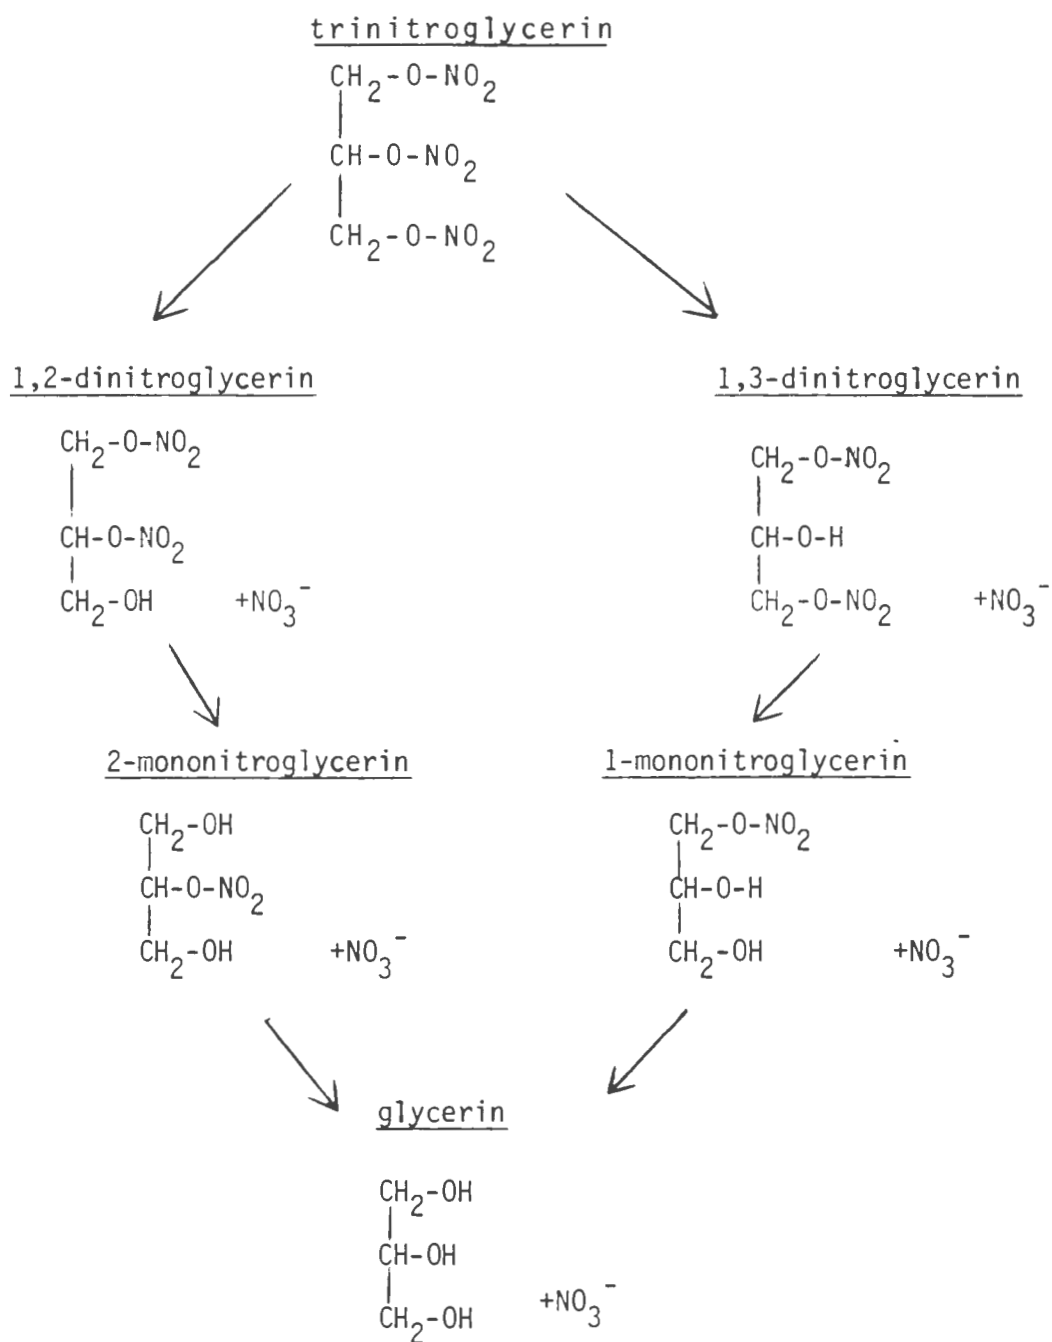 trinitroglycerin
CH₂-O-NO₂
CH-O-NO₂
CH₂-O-NO₂
1,2-dinitroglycerin
CH₂-O-NO₂
CH-O-NO₂
CH₂-OH +NO₃⁻
1,3-dinitroglycerin
CH₂-O-NO₂
CH-O-H
CH₂-O-NO₂ +NO₃⁻
2-mononitroglycerin
CH₂-OH
CH-O-NO₂
CH₂-OH +NO₃⁻
1-mononitroglycerin
CH₂-O-NO₂
CH-O-H
CH₂-OH +NO₃⁻
glycerin
CH₂-OH
CH-OH
CH₂-OH +NO₃⁻